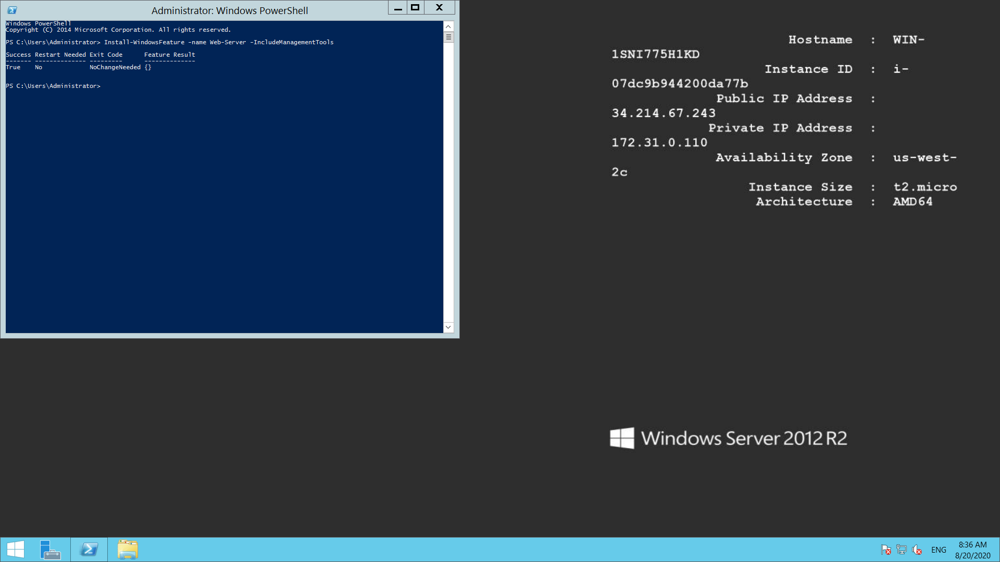 Administrator: Windows PowerShell
Windows PowerShell
Copyright (C) 2014 Microsoft Corporation. All rights reserved.
PS C:\Users\Administrator> Install-WindowsFeature -name Web-Server -IncludeManagementTools
Success Restart Needed Exit Code      Feature Result
------- -------------- ---------      --------------
True    No             NoChangeNeeded {}
PS C:\Users\Administrator>
Hostname : WIN-
1SNI775H1KD
Instance ID : i-
07dc9b944200da77b
Public IP Address :
34.214.67.243
Private IP Address :
172.31.0.110
Availability Zone : us-west-
2c
Instance Size : t2.micro
Architecture : AMD64
Windows Server 2012 R2
ENG
8:36 AM
8/20/2020